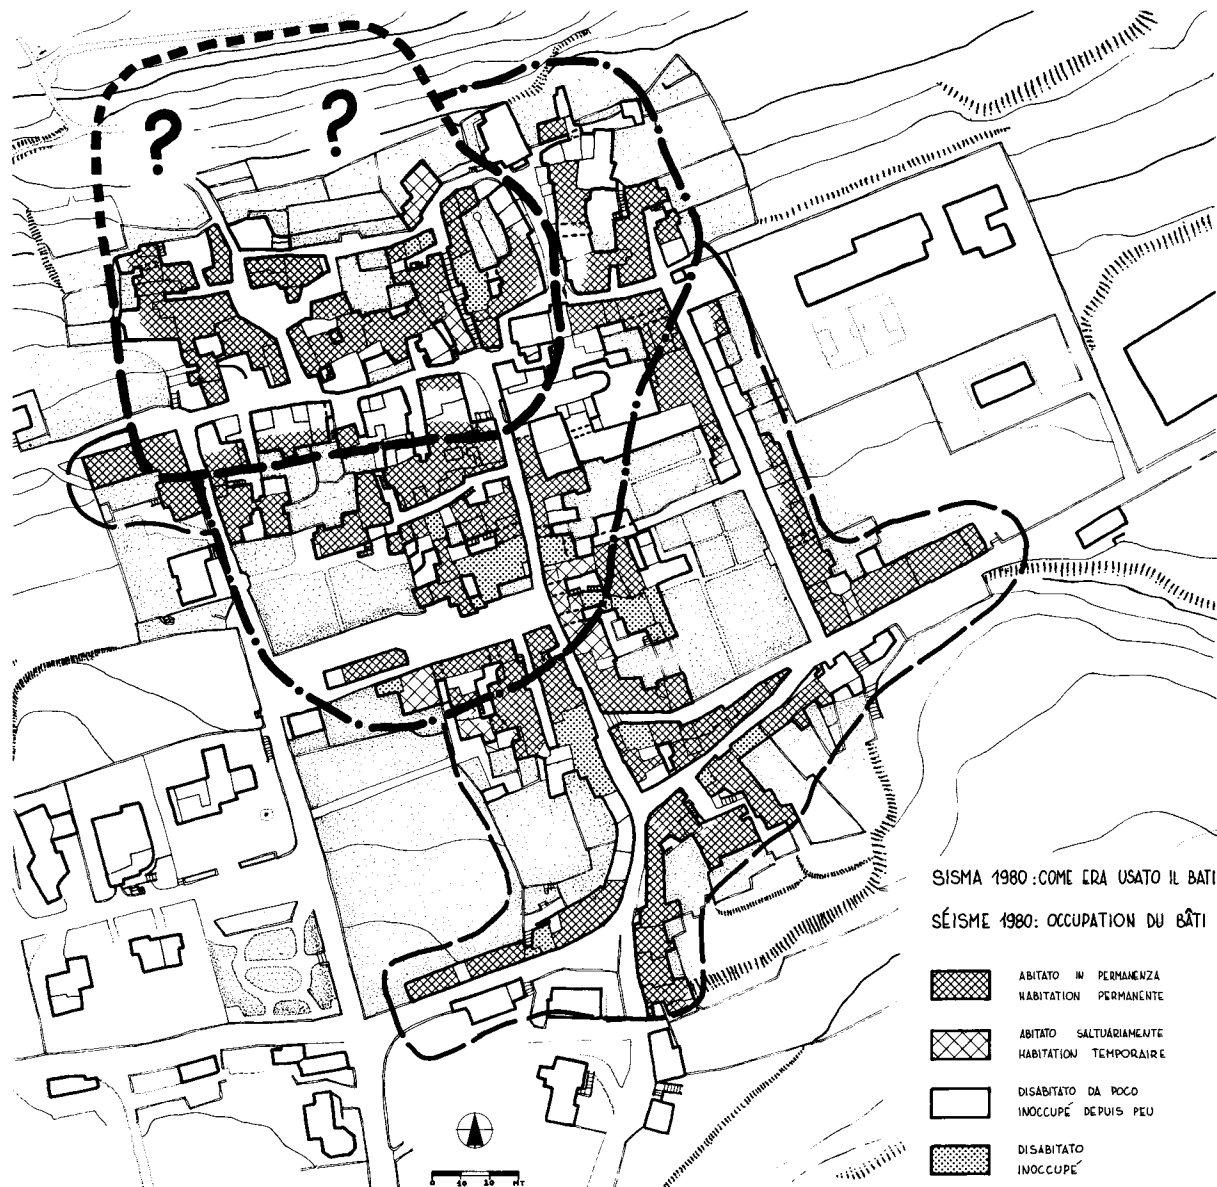 ? ?
SISMA 1980 : COME ERA USATO IL BATI
SÉISME 1980: OCCUPATION DU BÂTI
ABITATO IN PERMANENZA
HABITATION PERMANENTE
ABITATO SALTUARIAMENTE
HABITATION TEMPORAIRE
DISABITATO DA POCO
INOCCUPÉ DEPUIS PEU
DISABITATO
INOCCUPÉ
0 10 20 MT